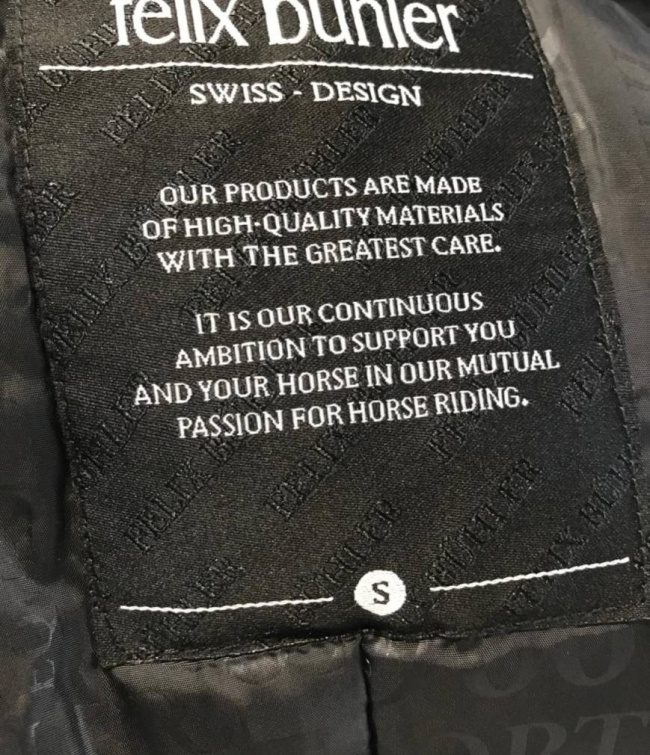 felix bühler
SWISS - DESIGN
OUR PRODUCTS ARE MADE
OF HIGH-QUALITY MATERIALS
WITH THE GREATEST CARE.
IT IS OUR CONTINUOUS
AMBITION TO SUPPORT YOU
AND YOUR HORSE IN OUR MUTUAL
PASSION FOR HORSE RIDING.
S